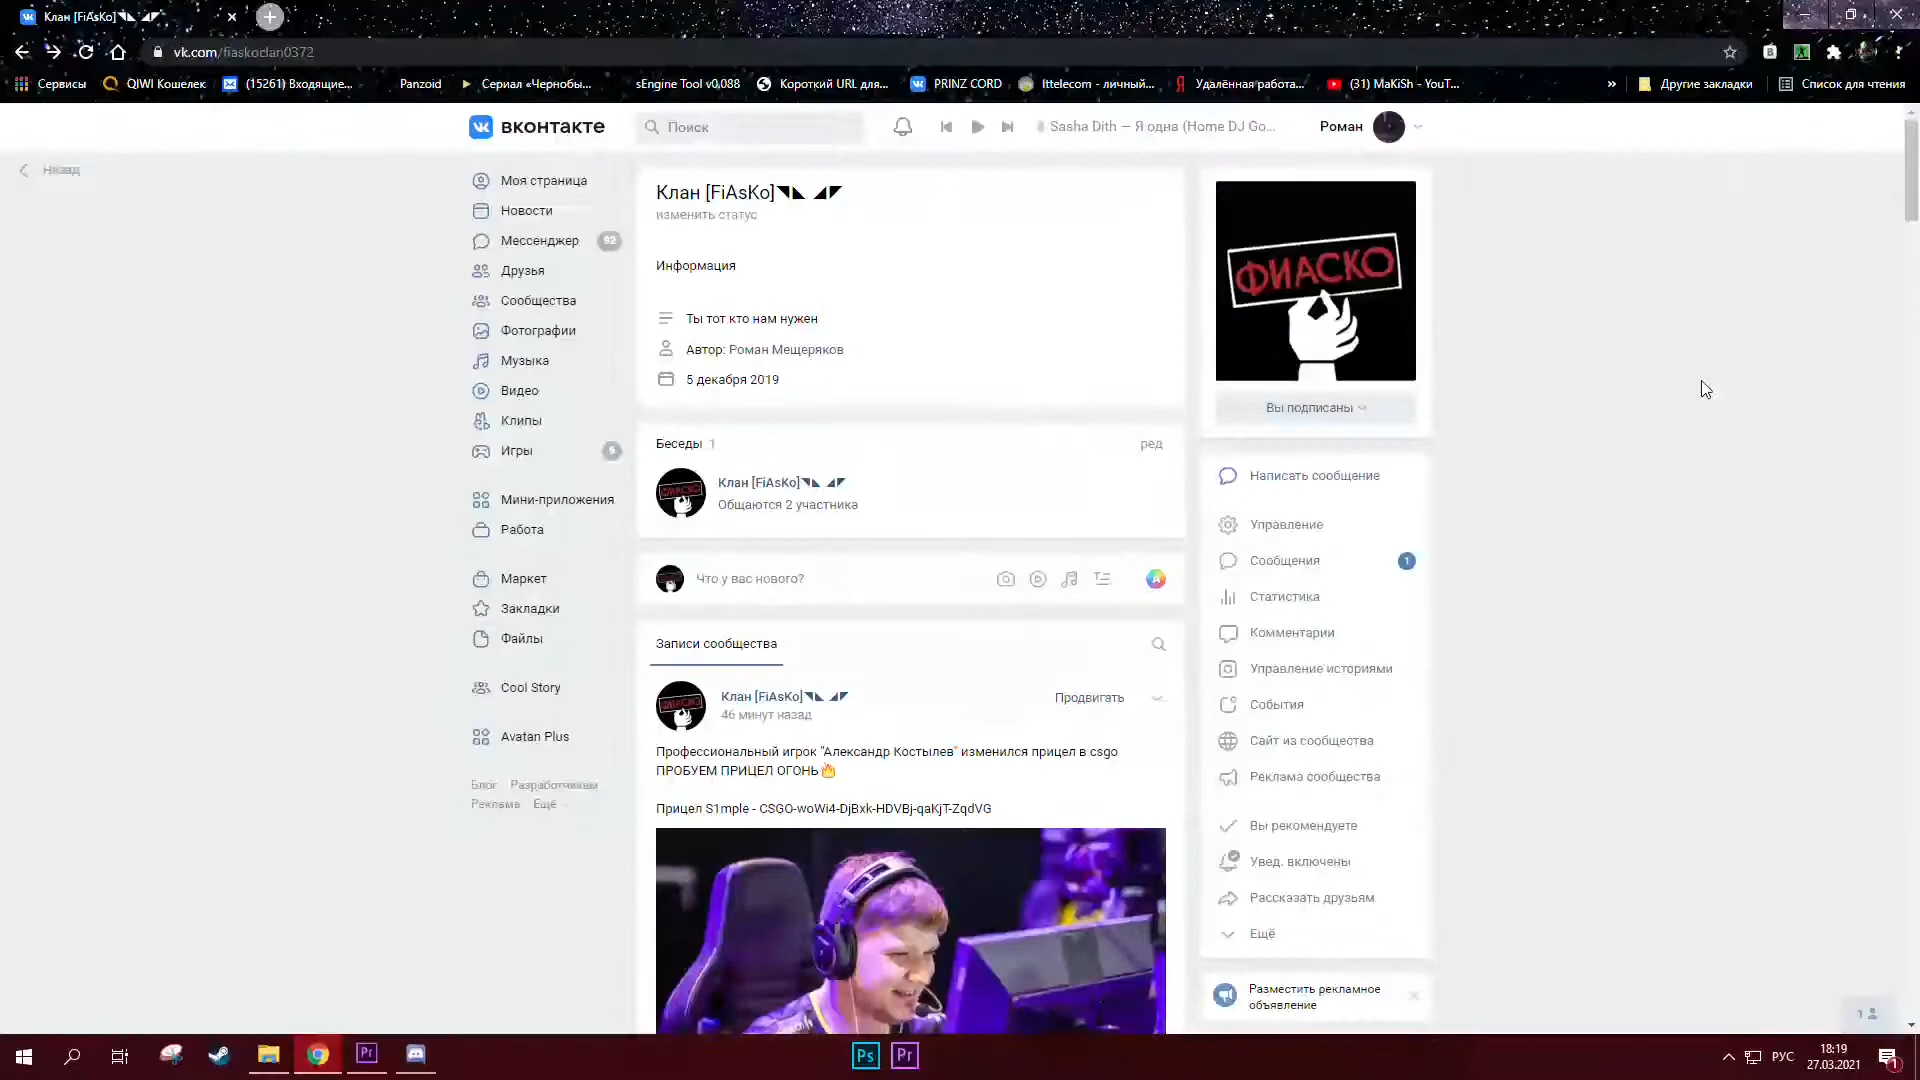 Клан [FiAsKo]◥◣ ◢◤
vk.com/fiaskoclan0372
Сервисы
QIWI Кошелек
(15261) Входящие...
Panzoid
Сериал «Чернобы...
sEngine Tool v0.088
Короткий URL для...
PRINZ CORD
Ittelecom - личный...
Удалённая работа...
(31) MaKiSh - YouT...
»
Другие закладки
Список для чтения
вконтакте
Поиск
Sasha Dith — Я одна (Home DJ Go...
Роман
Назад
Моя страница
Новости
Мессенджер 92
Друзья
Сообщества
Фотографии
Музыка
Видео
Клипы
Игры 5
Мини-приложения
Работа
Маркет
Закладки
Файлы
Cool Story
Avatan Plus
Блог Разработчикам
Реклама Ещё
Клан [FiAsKo]◥◣ ◢◤
изменить статус
Информация
Ты тот кто нам нужен
Автор: Роман Мещеряков
5 декабря 2019
Беседы 1
ред
Клан [FiAsKo]◥◣ ◢◤
Общаются 2 участника
Что у вас нового?
Записи сообщества
Клан [FiAsKo]◥◣ ◢◤
46 минут назад
Продвигать
Профессиональный игрок "Александр Костылев" изменился прицел в csgo
ПРОБУЕМ ПРИЦЕЛ ОГОНЬ🔥
Прицел S1mple - CSGO-woWi4-DjBxk-HDVBj-qaKjT-ZqdVG
ФИАСКО
Вы подписаны
Написать сообщение
Управление
Сообщения 1
Статистика
Комментарии
Управление историями
События
Сайт из сообщества
Реклама сообщества
Вы рекомендуете
Увед. включены
Рассказать друзьям
Ещё
Разместить рекламное
объявление
1
Pr
Ps
Pr
РУС
18:19
27.03.2021
1